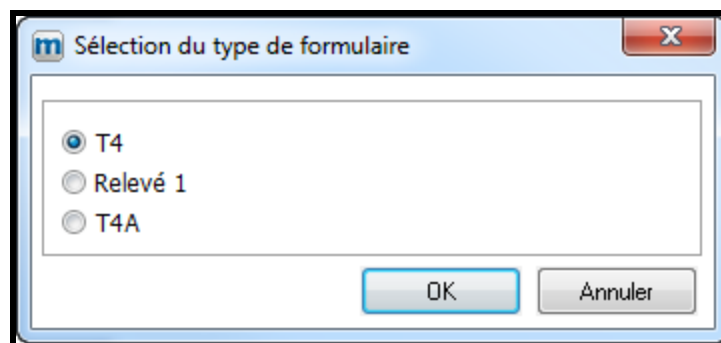 m Sélection du type de formulaire
T4
Relevé 1
T4A
OK Annuler